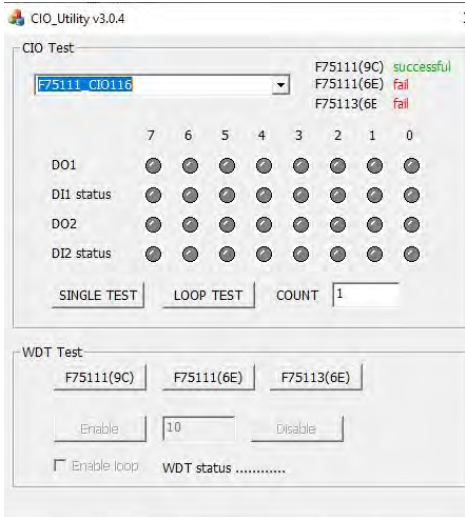 CIO_Utility v3.0.4
CIO Test
F75111_CIO116
F75111(9C) successful
F75111(6E) fail
F75113(6E fail
7 6 5 4 3 2 1 0
DO1
DI1 status
DO2
DI2 status
SINGLE TEST LOOP TEST COUNT 1
WDT Test
F75111(9C) F75111(6E) F75113(6E)
Enable 10 Disable
Enable loop WDT status ............